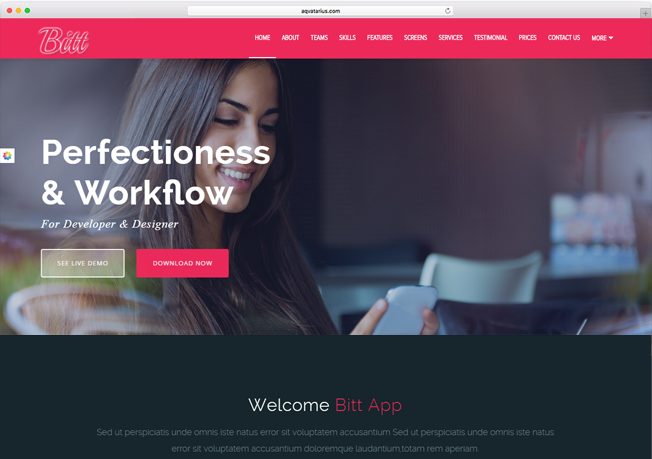 aqvatarius.com
Bitt
HOME ABOUT TEAMS SKILLS FEATURES SCREENS SERVICES TESTIMONIAL PRICES CONTACT US MORE
Perfectioness
& Workflow
For Developer & Designer
SEE LIVE DEMO DOWNLOAD NOW
Welcome Bitt App
Sed ut perspiciatis unde omnis iste natus error sit voluptatem accusantium Sed ut perspiciatis unde omnis iste natus
error sit voluptatem accusantium doloremque laudantium,totam rem aperiam.